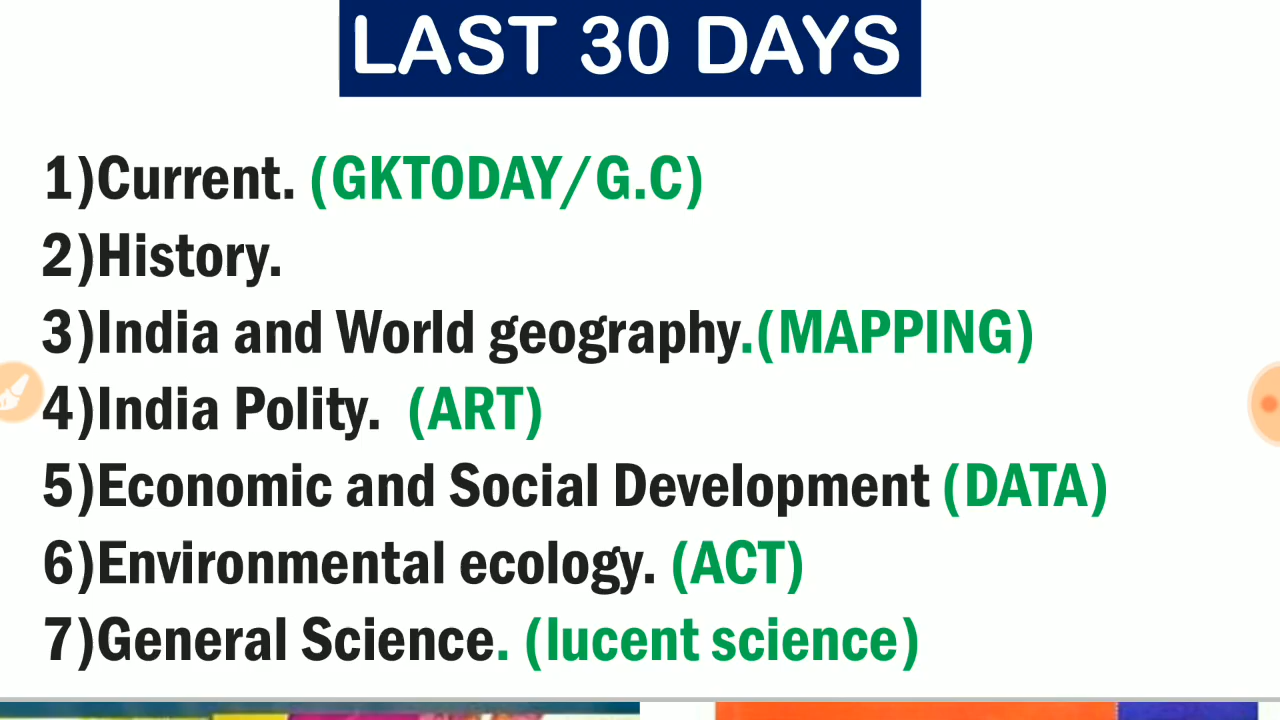 LAST 30 DAYS
1)Current. (GKTODAY/G.C)
2)History.
3)India and World geography.(MAPPING)
4)India Polity. (ART)
5)Economic and Social Development (DATA)
6)Environmental ecology. (ACT)
7)General Science. (lucent science)